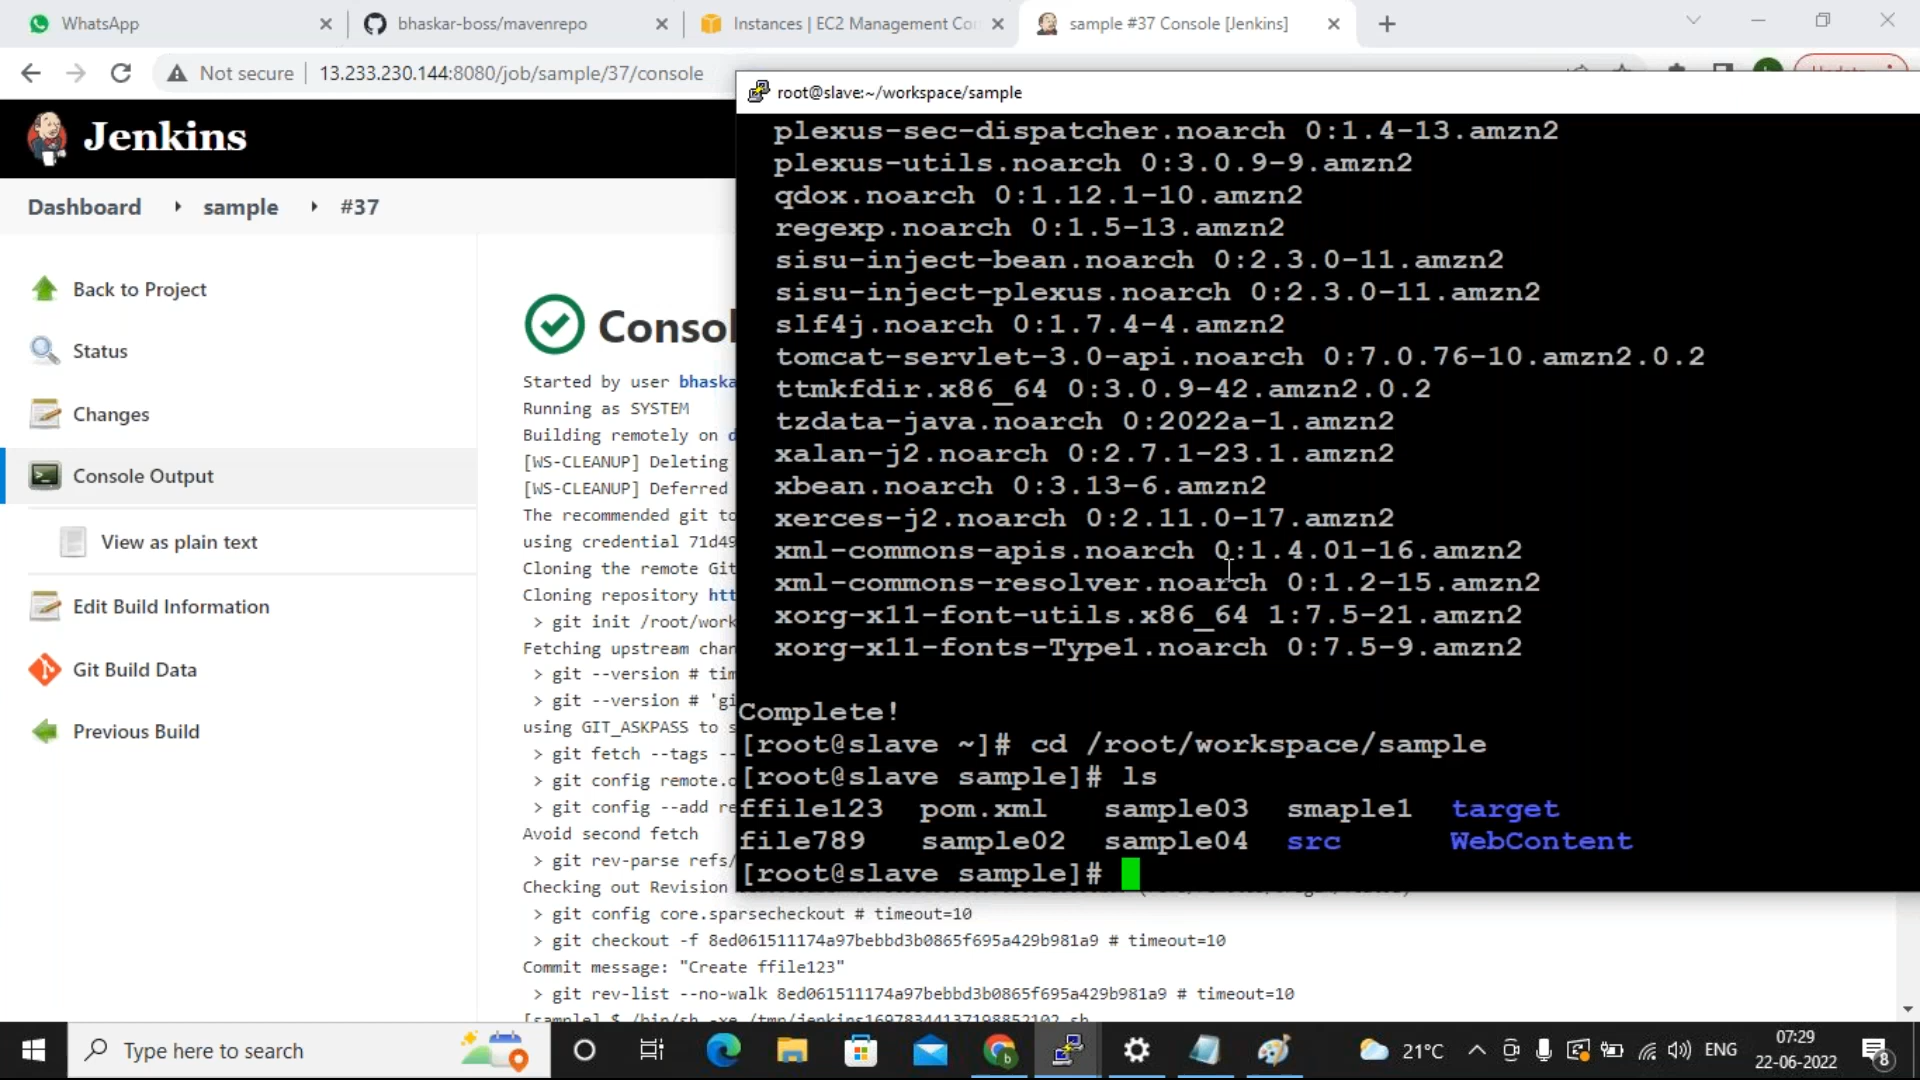 WhatsApp
bhaskar-boss/mavenrepo
Instances | EC2 Management Con
sample #37 Console [Jenkins]
Not secure
13.233.230.144:8080/job/sample/37/console
root@slave:~/workspace/sample
Jenkins
Dashboard
sample
#37
Back to Project
Status
Changes
Console Output
View as plain text
Edit Build Information
Git Build Data
Previous Build
Consol
Started by user bhaska
Running as SYSTEM
Building remotely on d
[WS-CLEANUP] Deleting
[WS-CLEANUP] Deferred
The recommended git to
using credential 71d49
Cloning the remote Git
Cloning repository htt
> git init /root/work
Fetching upstream chan
> git --version # tim
> git --version # 'gi
using GIT_ASKPASS to s
> git fetch --tags --
> git config remote.o
> git config --add re
Avoid second fetch
> git rev-parse refs/
Checking out Revision
> git config core.sparsecheckout # timeout=10
> git checkout -f 8ed061511174a97bebbd3b0865f695a429b981a9 # timeout=10
Commit message: "Create ffile123"
> git rev-list --no-walk 8ed061511174a97bebbd3b0865f695a429b981a9 # timeout=10
[sample] $ /bin/sh -xe /tmp/jenkins16978344137198852102.sh
plexus-sec-dispatcher.noarch 0:1.4-13.amzn2
plexus-utils.noarch 0:3.0.9-9.amzn2
qdox.noarch 0:1.12.1-10.amzn2
regexp.noarch 0:1.5-13.amzn2
sisu-inject-bean.noarch 0:2.3.0-11.amzn2
sisu-inject-plexus.noarch 0:2.3.0-11.amzn2
slf4j.noarch 0:1.7.4-4.amzn2
tomcat-servlet-3.0-api.noarch 0:7.0.76-10.amzn2.0.2
ttmkfdir.x86_64 0:3.0.9-42.amzn2.0.2
tzdata-java.noarch 0:2022a-1.amzn2
xalan-j2.noarch 0:2.7.1-23.1.amzn2
xbean.noarch 0:3.13-6.amzn2
xerces-j2.noarch 0:2.11.0-17.amzn2
xml-commons-apis.noarch 0:1.4.01-16.amzn2
xml-commons-resolver.noarch 0:1.2-15.amzn2
xorg-x11-font-utils.x86_64 1:7.5-21.amzn2
xorg-x11-fonts-Type1.noarch 0:7.5-9.amzn2
Complete!
[root@slave ~]# cd /root/workspace/sample
[root@slave sample]# ls
ffile123 pom.xml sample03 smaple1 target
file789 sample02 sample04 src WebContent
[root@slave sample]#
Type here to search
21°C
ENG
07:29
22-06-2022
8